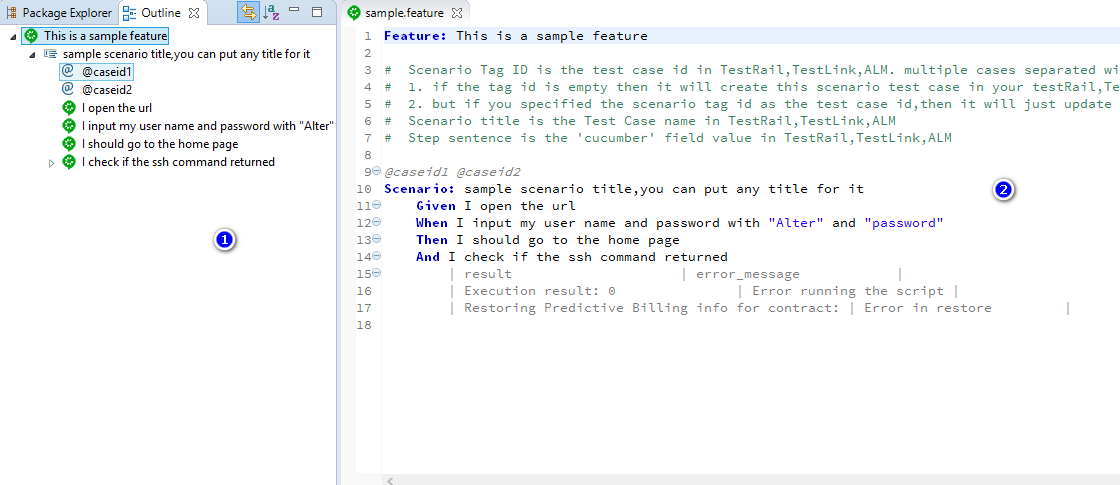 Package Explorer
Outline
This is a sample feature
sample scenario title,you can put any title for it
@caseid1
@caseid2
I open the url
I input my user name and password with "Alter"
I should go to the home page
I check if the ssh command returned
1
sample.feature
1 Feature: This is a sample feature
2
3 # Scenario Tag ID is the test case id in TestRail,TestLink,ALM. multiple cases separated wi
4 # 1. if the tag id is empty then it will create this scenario test case in your testRail,Te
5 # 2. but if you specified the scenario tag id as the test case id,then it will just update
6 # Scenario title is the Test Case name in TestRail,TestLink,ALM
7 # Step sentence is the 'cucumber' field value in TestRail,TestLink,ALM
8
9 @caseid1 @caseid2
10 Scenario: sample scenario title,you can put any title for it
11 Given I open the url
12 When I input my user name and password with "Alter" and "password"
13 Then I should go to the home page
14 And I check if the ssh command returned
15 | result | error_message |
16 | Execution result: 0 | Error running the script |
17 | Restoring Predictive Billing info for contract: | Error in restore |
18
2